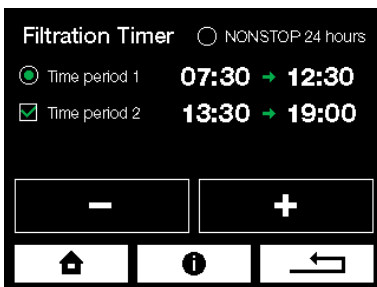 Filtration Timer NONSTOP 24 hours
Time period 1 07:30 → 12:30
Time period 2 13:30 → 19:00
− +